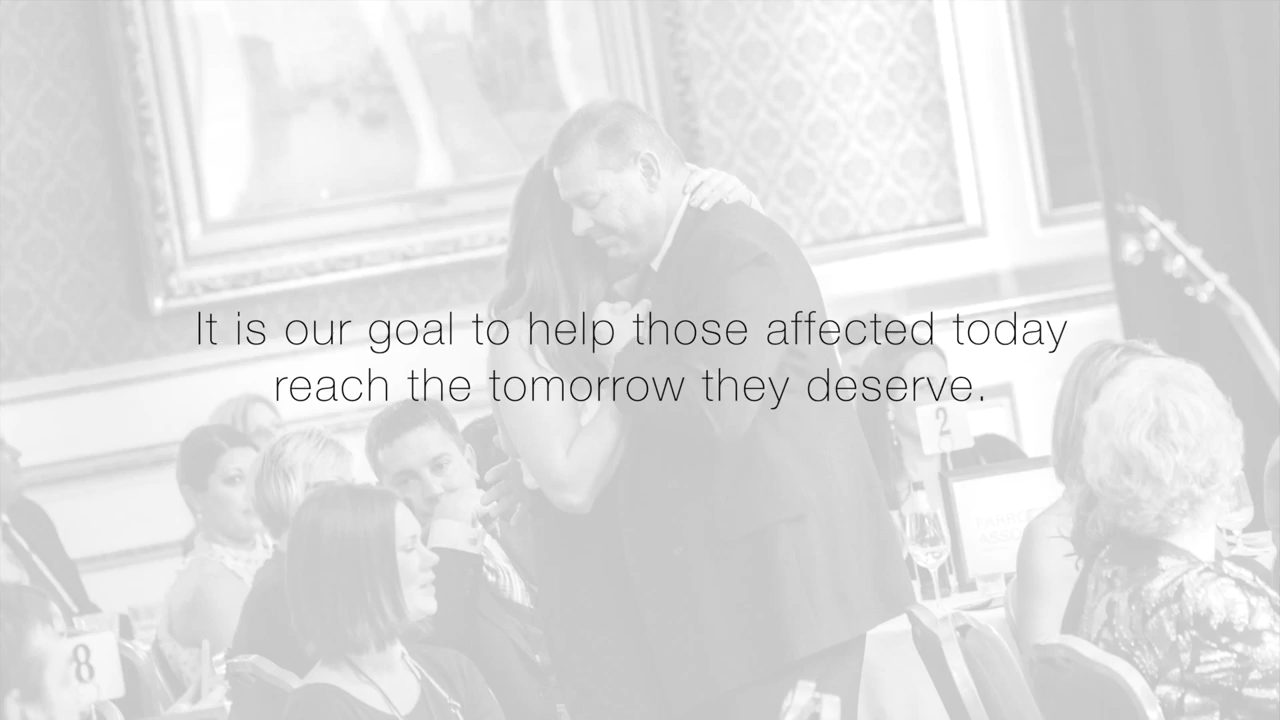 It is our goal to help those affected today
reach the tomorrow they deserve.
2
8